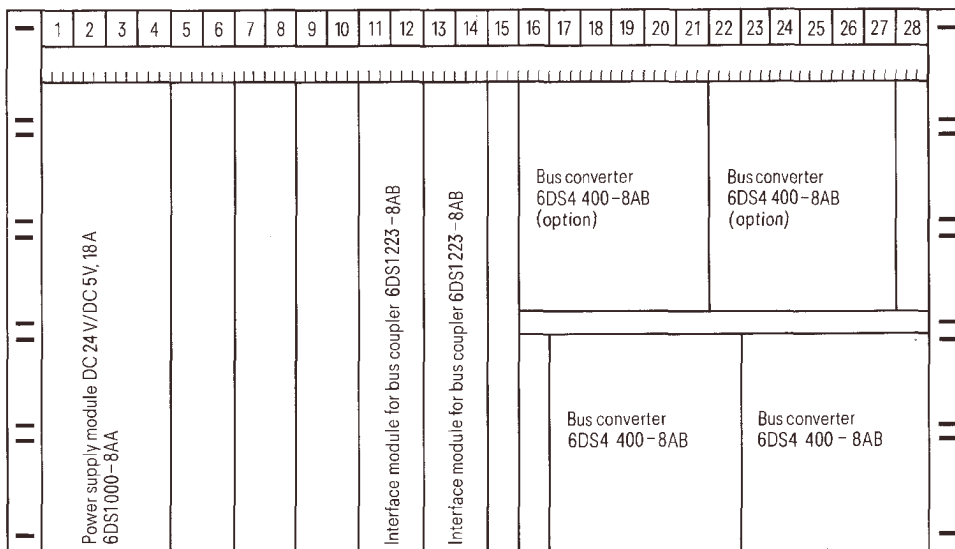 1 2 3 4 5 6 7 8 9 10 11 12 13 14 15 16 17 18 19 20 21 22 23 24 25 26 27 28
Power supply module DC 24 V/DC 5V, 18 A
6DS1000-8AA
Interface module for bus coupler 6DS1223-8AB
Interface module for bus coupler 6DS1223-8AB
Bus converter
6DS4 400-8AB
(option)
Bus converter
6DS4 400-8AB
(option)
Bus converter
6DS4 400-8AB
Bus converter
6DS4 400-8AB